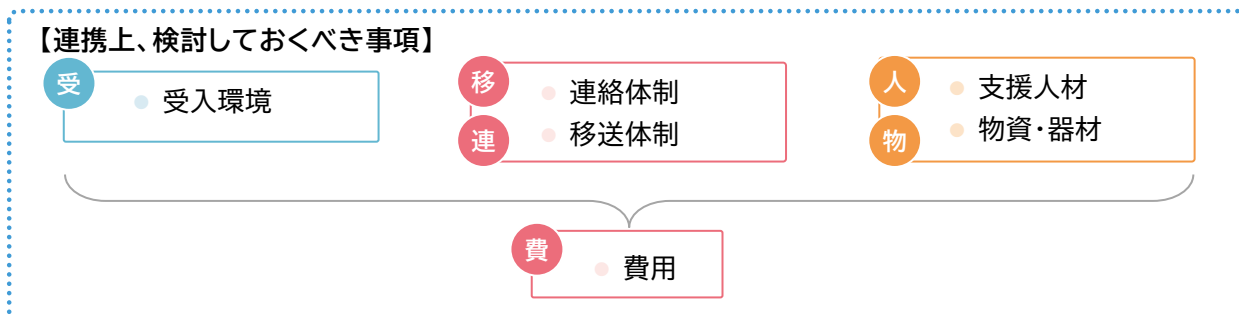 【連携上、検討しておくべき事項】
受
受入環境
移
連絡体制
連
移送体制
人
支援人材
物
物資・器材
費
費用